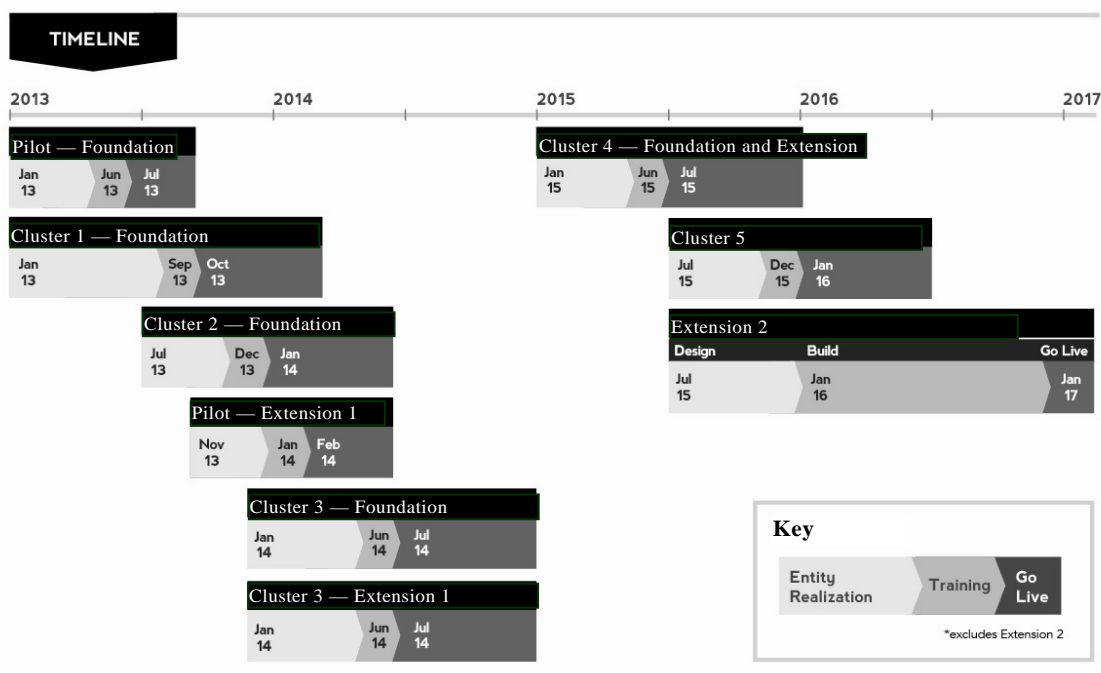 TIMELINE
2013 2014 2015 2016 2017
Pilot — Foundation
Jan 13 Jun 13 Jul 13
Cluster 1 — Foundation
Jan 13 Sep 13 Oct 13
Cluster 2 — Foundation
Jul 13 Dec 13 Jan 14
Pilot — Extension 1
Nov 13 Jan 14 Feb 14
Cluster 3 — Foundation
Jan 14 Jun 14 Jul 14
Cluster 3 — Extension 1
Jan 14 Jun 14 Jul 14
Cluster 4 — Foundation and Extension
Jan 15 Jun 15 Jul 15
Cluster 5
Jul 15 Dec 15 Jan 16
Extension 2
Design Build Go Live
Jul 15 Jan 16 Jan 17
Key
Entity Realization Training Go Live
*excludes Extension 2